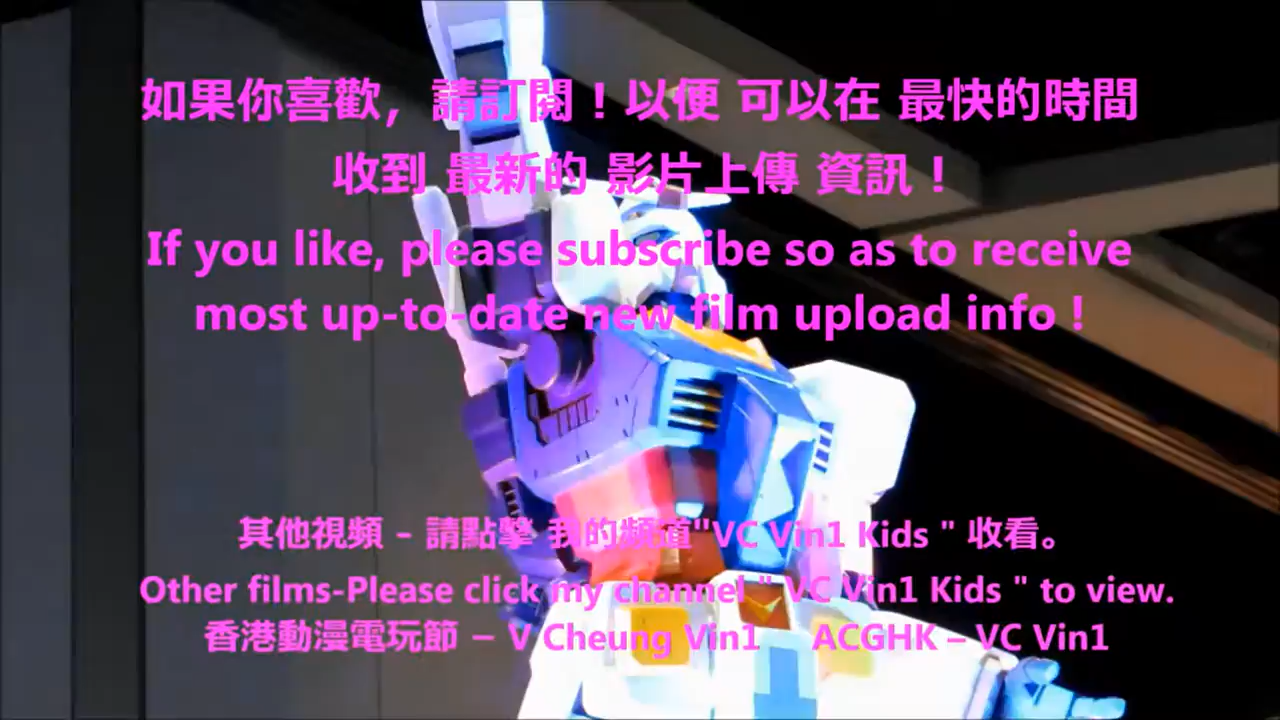 如果你喜歡，請訂閱！以便 可以在 最快的時間
收到 最新的 影片上傳 資訊！
If you like, please subscribe so as to receive
most up-to-date new film upload info !
其他視頻 - 請點擊 我的頻道"VC Vin1 Kids " 收看。
Other films-Please click my channel " VC Vin1 Kids " to view.
香港動漫電玩節 – V Cheung Vin1 ACGHK – VC Vin1